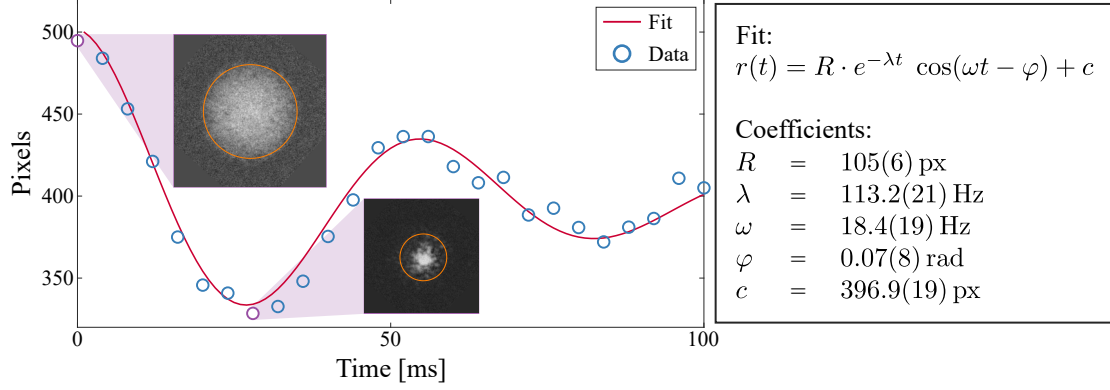 500
450
400
350
0
50
100
Pixels
Time [ms]
Fit
Data
Fit:
r(t) = R · e^{−λt} cos(ωt − φ) + c
Coefficients:
R = 105(6) px
λ = 113.2(21) Hz
ω = 18.4(19) Hz
φ = 0.07(8) rad
c = 396.9(19) px